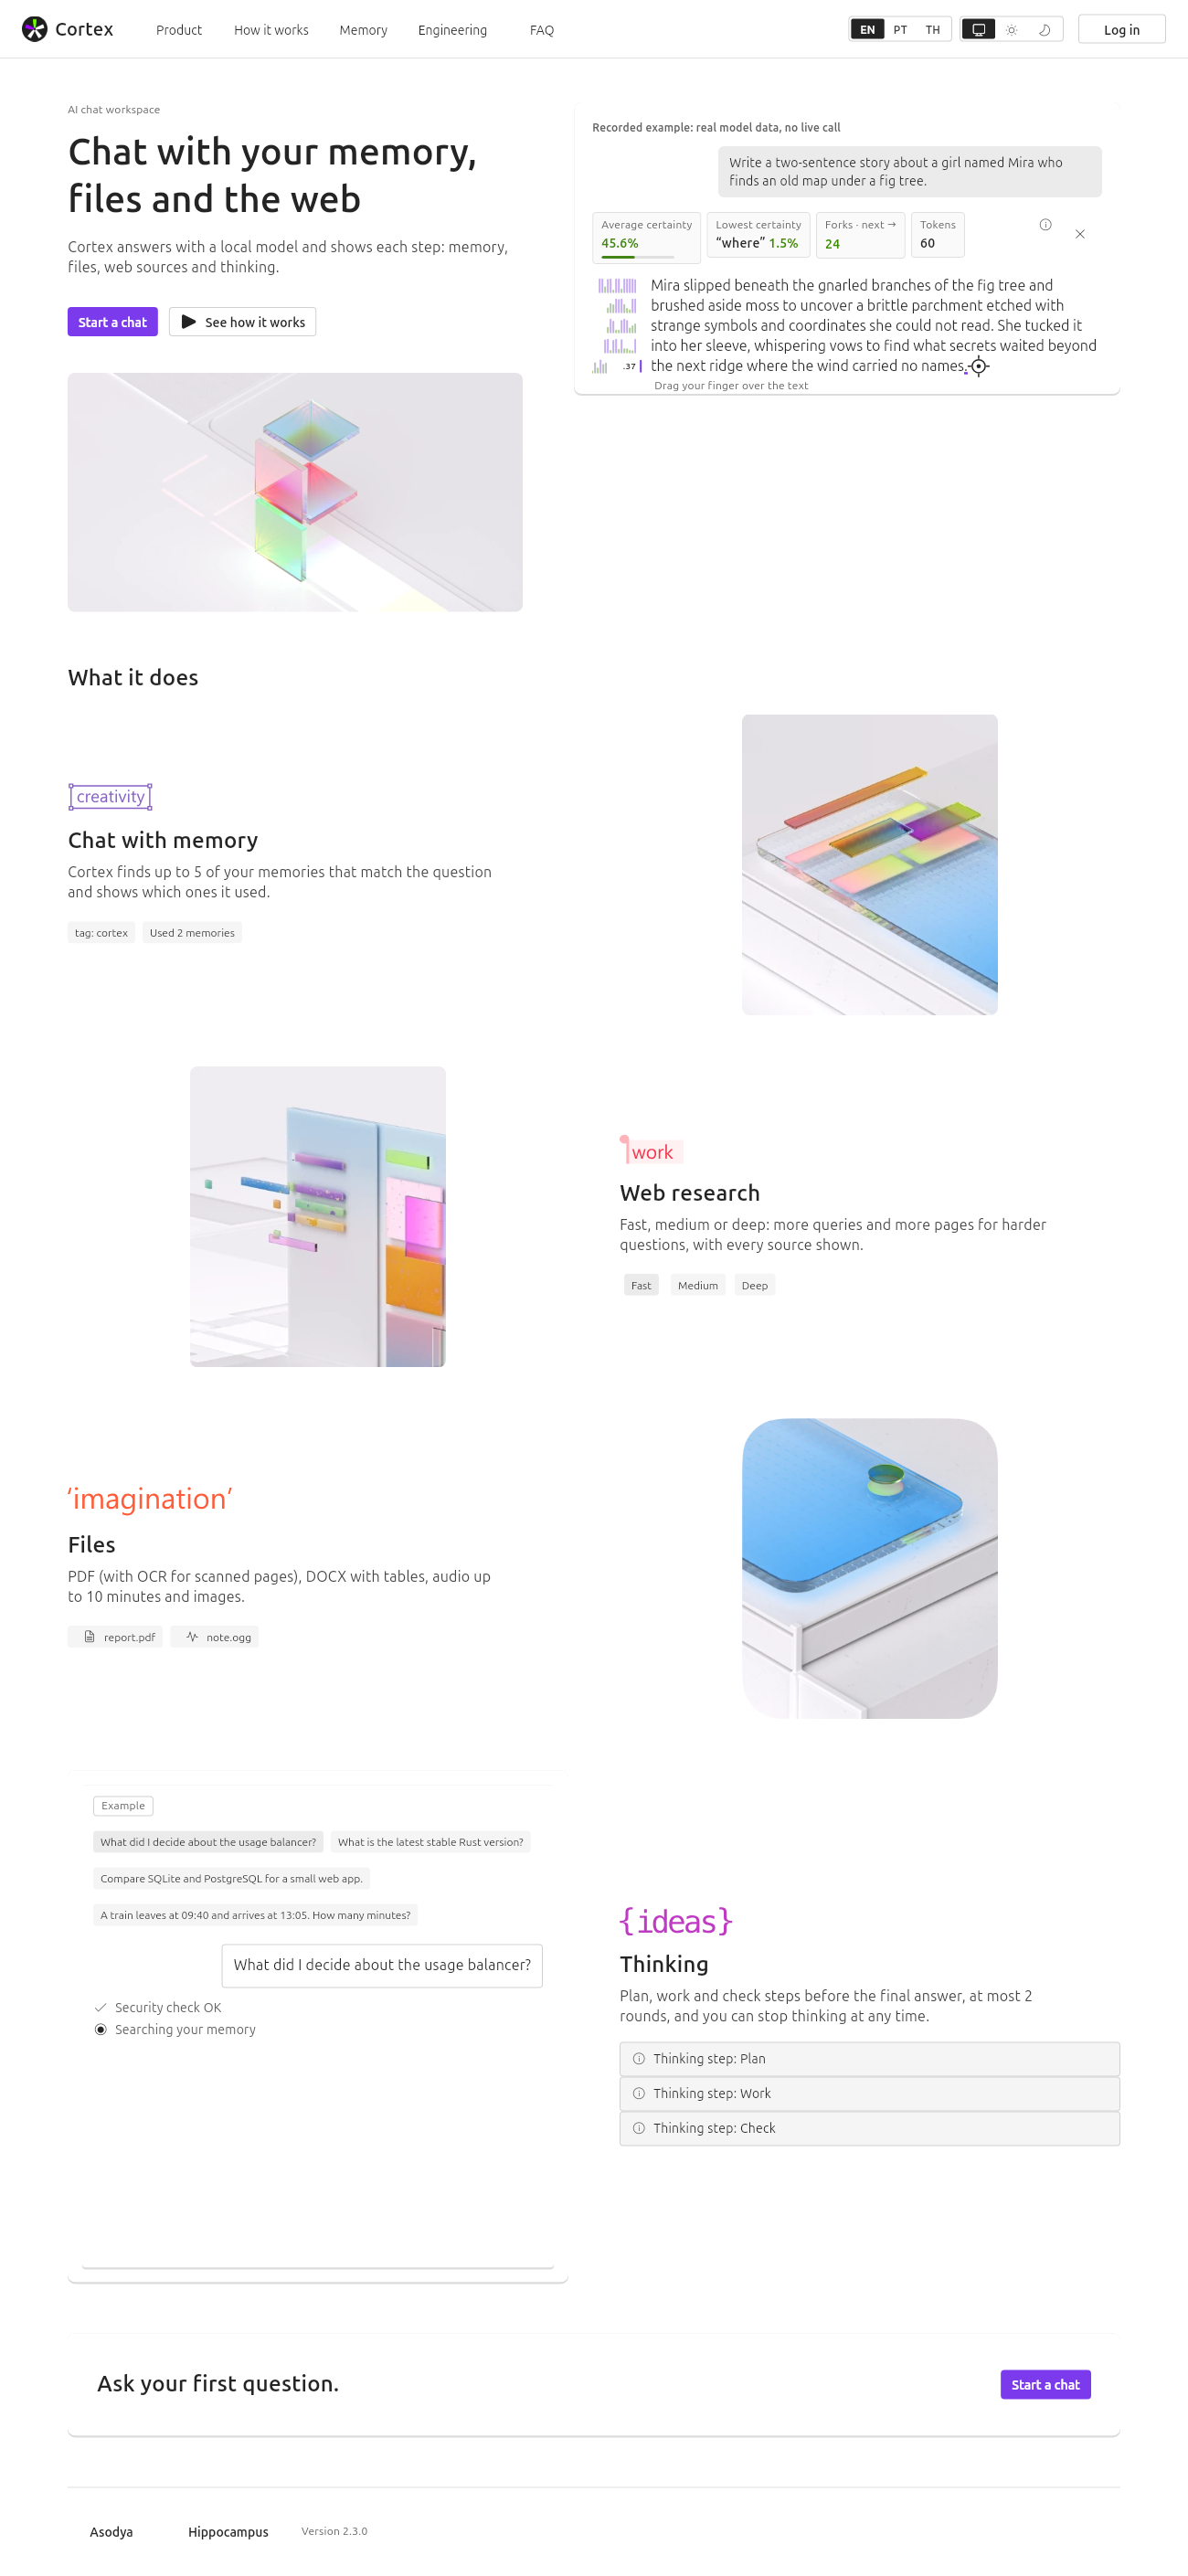 Cortex
Product
How it works
Memory
Engineering
FAQ
EN
PT
TH
Log in
AI chat workspace
Chat with your memory,
files and the web
Cortex answers with a local model and shows each step: memory,
files, web sources and thinking.
Start a chat
See how it works
Recorded example: real model data, no live call
Write a two-sentence story about a girl named Mira who
finds an old map under a fig tree.
Average certainty
45.6%
Lowest certainty
“where” 1.5%
Forks · next →
24
Tokens
60
Mira slipped beneath the gnarled branches of the fig tree and
brushed aside moss to uncover a brittle parchment etched with
strange symbols and coordinates she could not read. She tucked it
into her sleeve, whispering vows to find what secrets waited beyond
.37
the next ridge where the wind carried no names.
Drag your finger over the text
What it does
creativity
Chat with memory
Cortex finds up to 5 of your memories that match the question
and shows which ones it used.
tag: cortex
Used 2 memories
work
Web research
Fast, medium or deep: more queries and more pages for harder
questions, with every source shown.
Fast
Medium
Deep
‘imagination’
Files
PDF (with OCR for scanned pages), DOCX with tables, audio up
to 10 minutes and images.
report.pdf
note.ogg
Example
What did I decide about the usage balancer?
What is the latest stable Rust version?
Compare SQLite and PostgreSQL for a small web app.
A train leaves at 09:40 and arrives at 13:05. How many minutes?
What did I decide about the usage balancer?
Security check OK
Searching your memory
{ideas}
Thinking
Plan, work and check steps before the final answer, at most 2
rounds, and you can stop thinking at any time.
Thinking step: Plan
Thinking step: Work
Thinking step: Check
Ask your first question.
Start a chat
Asodya
Hippocampus
Version 2.3.0